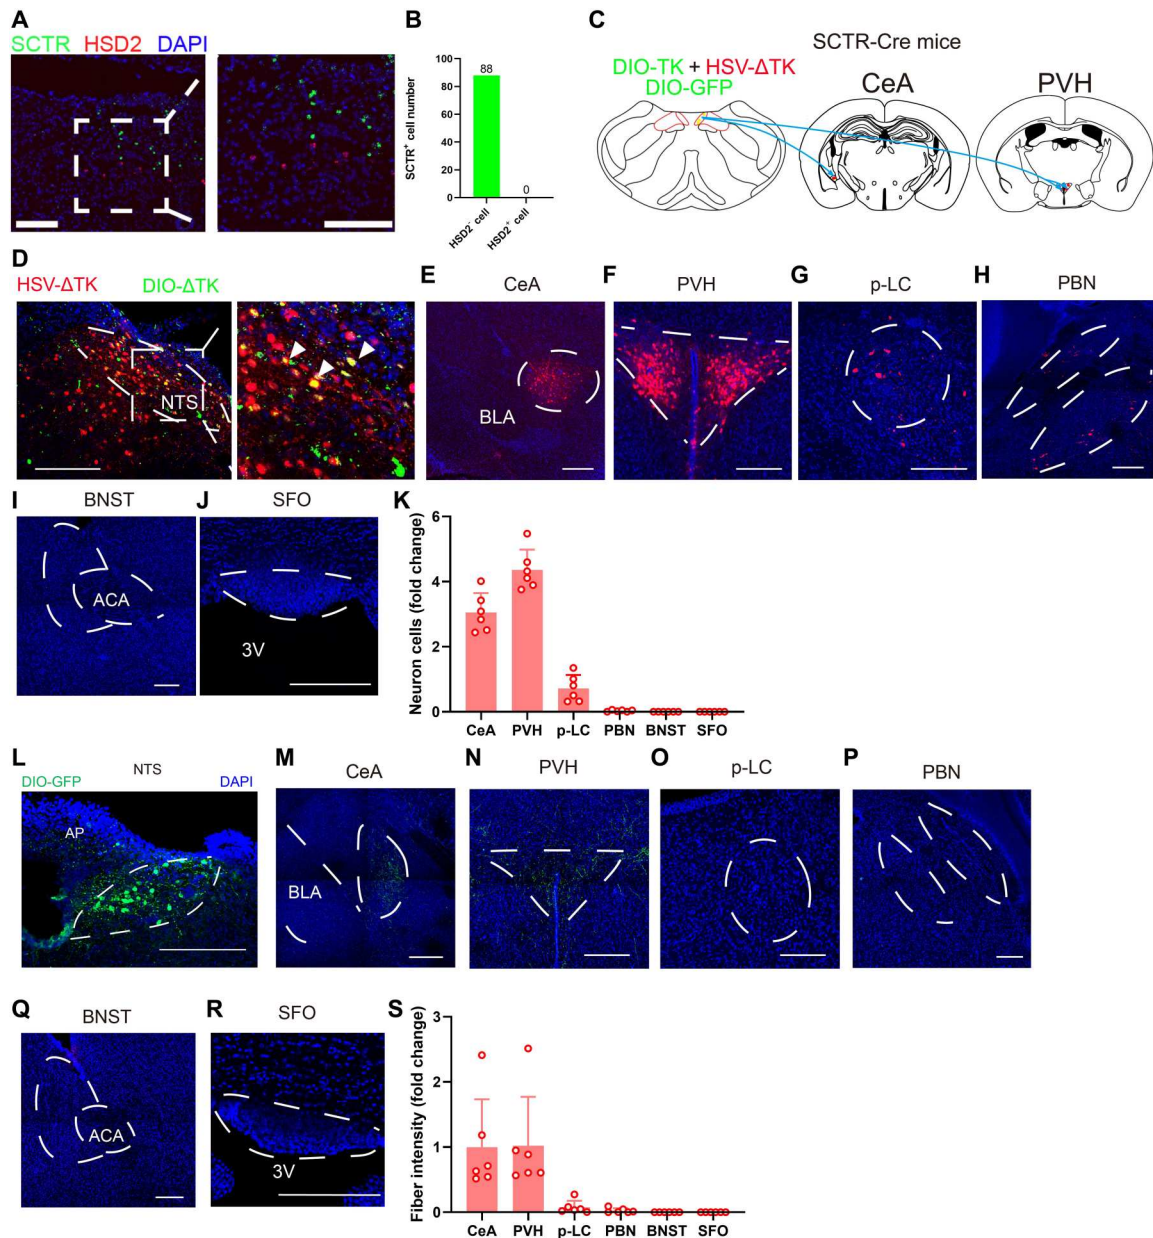 A
SCTR HSD2 DAPI
B
SCTR⁺ cell number
100
80
60
40
20
0
88
0
HSD2⁻ cell
HSD2⁺ cell
C
SCTR-Cre mice
DIO-TK + HSV-ΔTK
DIO-GFP
CeA
PVH
D
HSV-ΔTK DIO-ΔTK
NTS
E
CeA
BLA
F
PVH
G
p-LC
H
PBN
I
BNST
ACA
J
SFO
3V
K
Neuron cells (fold change)
6
4
2
0
CeA PVH p-LC PBN BNST SFO
L
NTS
DIO-GFP DAPI
AP
M
CeA
BLA
N
PVH
O
p-LC
P
PBN
Q
BNST
ACA
R
SFO
3V
S
Fiber intensity (fold change)
3
2
1
0
CeA PVH p-LC PBN BNST SFO